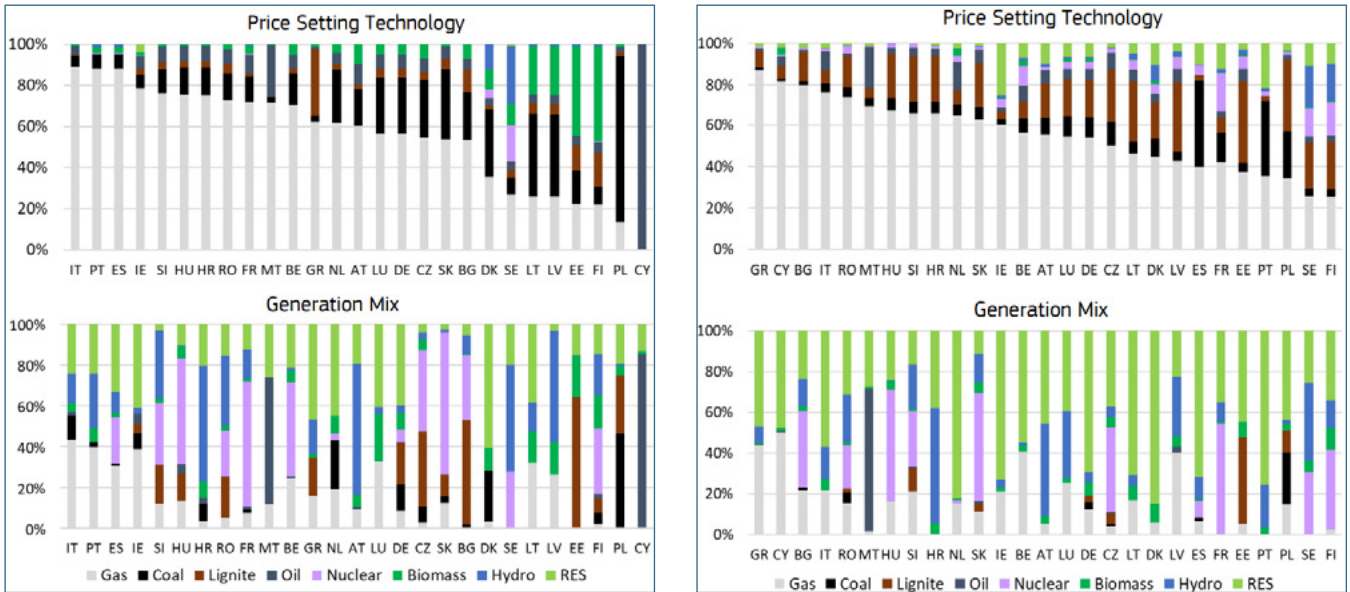 Price Setting Technology
100%
80%
60%
40%
20%
0%
IT PT ES IE SI HU HR RO FR MT BE GR NL AT LU DE CZ SK BG DK SE LT LV EE FI PL CY
Generation Mix
100%
80%
60%
40%
20%
0%
IT PT ES IE SI HU HR RO FR MT BE GR NL AT LU DE CZ SK BG DK SE LT LV EE FI PL CY
Gas Coal Lignite Oil Nuclear Biomass Hydro RES
Price Setting Technology
100%
80%
60%
40%
20%
0%
GR CY BG IT RO MT HU SI HR NL SK IE BE AT LU DE CZ LT DK LV ES FR EE PT PL SE FI
Generation Mix
100%
80%
60%
40%
20%
0%
GR CY BG IT RO MT HU SI HR NL SK IE BE AT LU DE CZ LT DK LV ES FR EE PT PL SE FI
Gas Coal Lignite Oil Nuclear Biomass Hydro RES